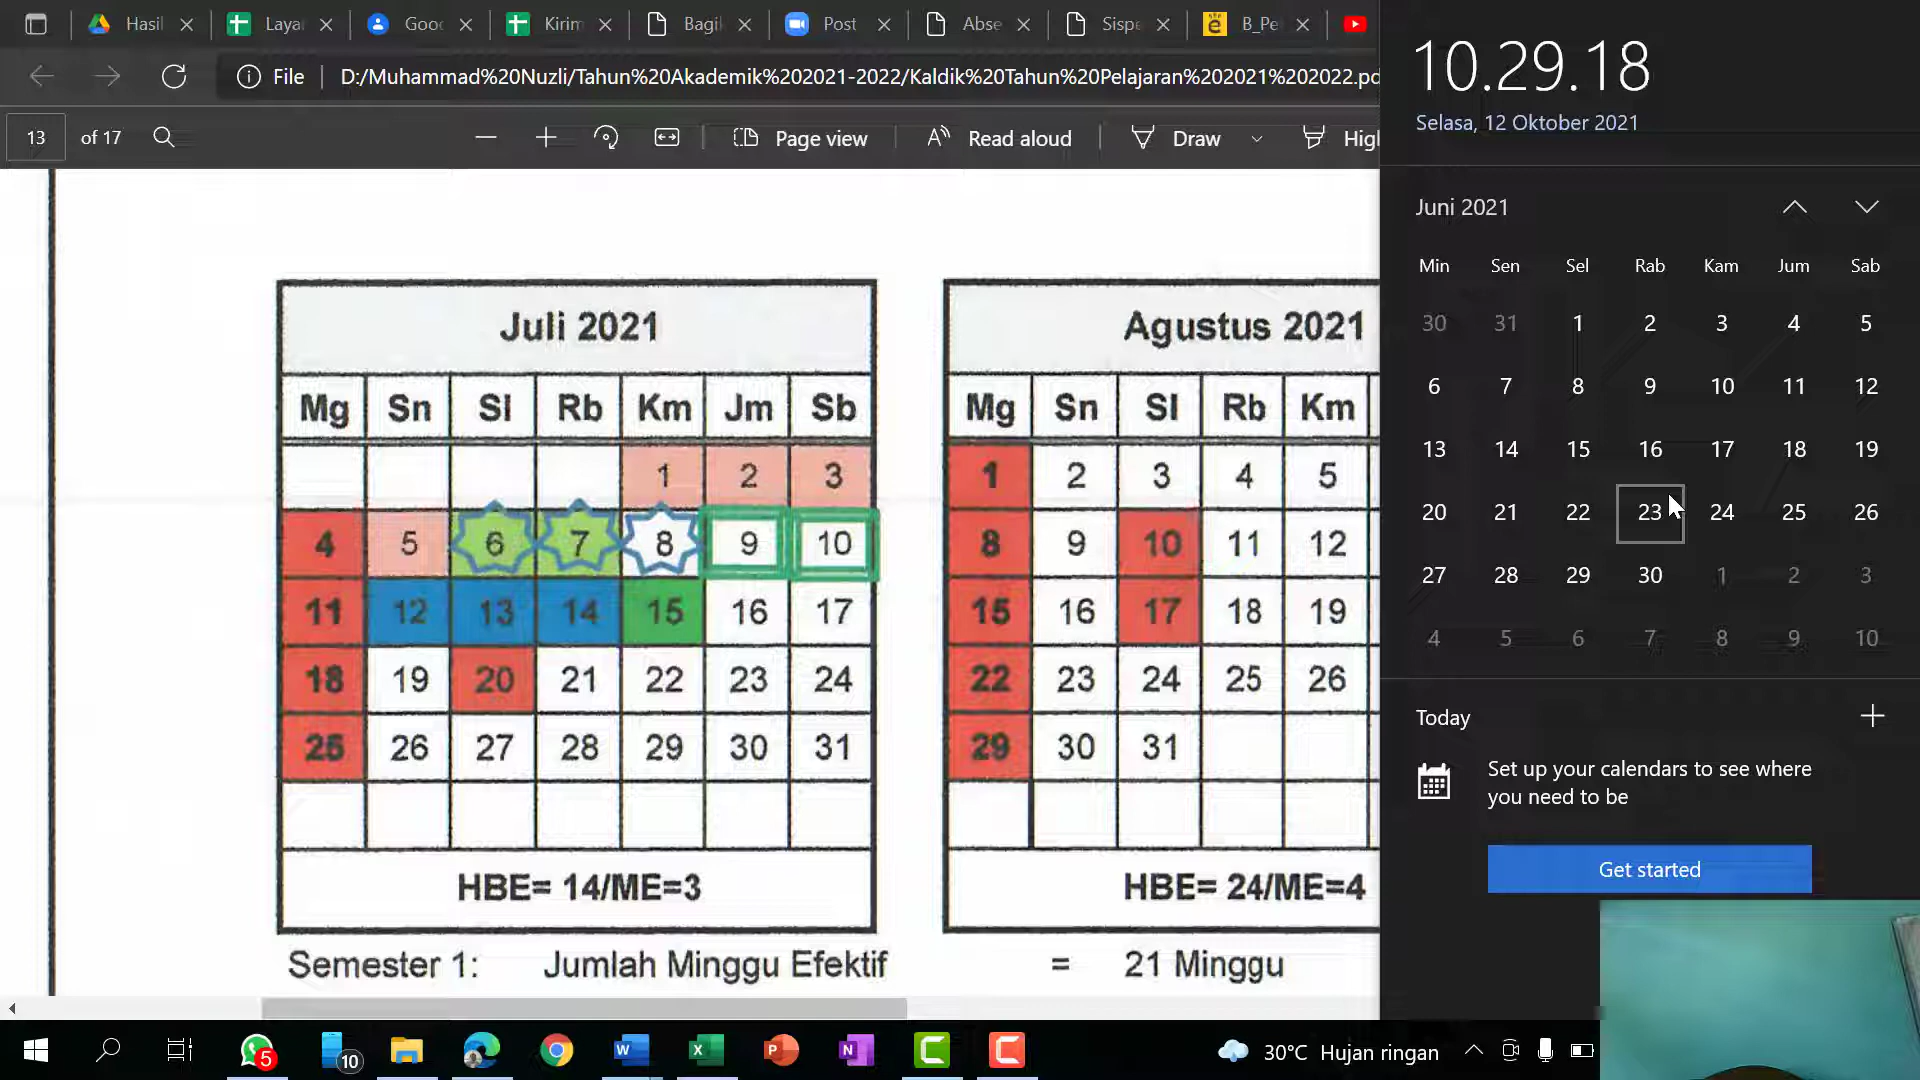 Hasil
Laya
Goo
Kirim
Bagik
Post
Abse
Sispe
B_Pe
File
D:/Muhammad%20Nuzli/Tahun%20Akademik%202021-2022/Kaldik%20Tahun%20Pelajaran%202021%202022.pd
13 of 17
Page view
Read aloud
Draw
High
Juli 2021
Mg Sn Sl Rb Km Jm Sb
1 2 3
4 5 6 7 8 9 10
11 12 13 14 15 16 17
18 19 20 21 22 23 24
25 26 27 28 29 30 31
HBE= 14/ME=3
Agustus 2021
Mg Sn Sl Rb Km
1 2 3 4 5
8 9 10 11 12
15 16 17 18 19
22 23 24 25 26
29 30 31
HBE= 24/ME=4
Semester 1: Jumlah Minggu Efektif = 21 Minggu
10.29.18
Selasa, 12 Oktober 2021
Juni 2021
Min Sen Sel Rab Kam Jum Sab
30 31 1 2 3 4 5
6 7 8 9 10 11 12
13 14 15 16 17 18 19
20 21 22 23 24 25 26
27 28 29 30 1 2 3
4 5 6 7 8 9 10
Today
Set up your calendars to see where
you need to be
Get started
5
10
30°C Hujan ringan